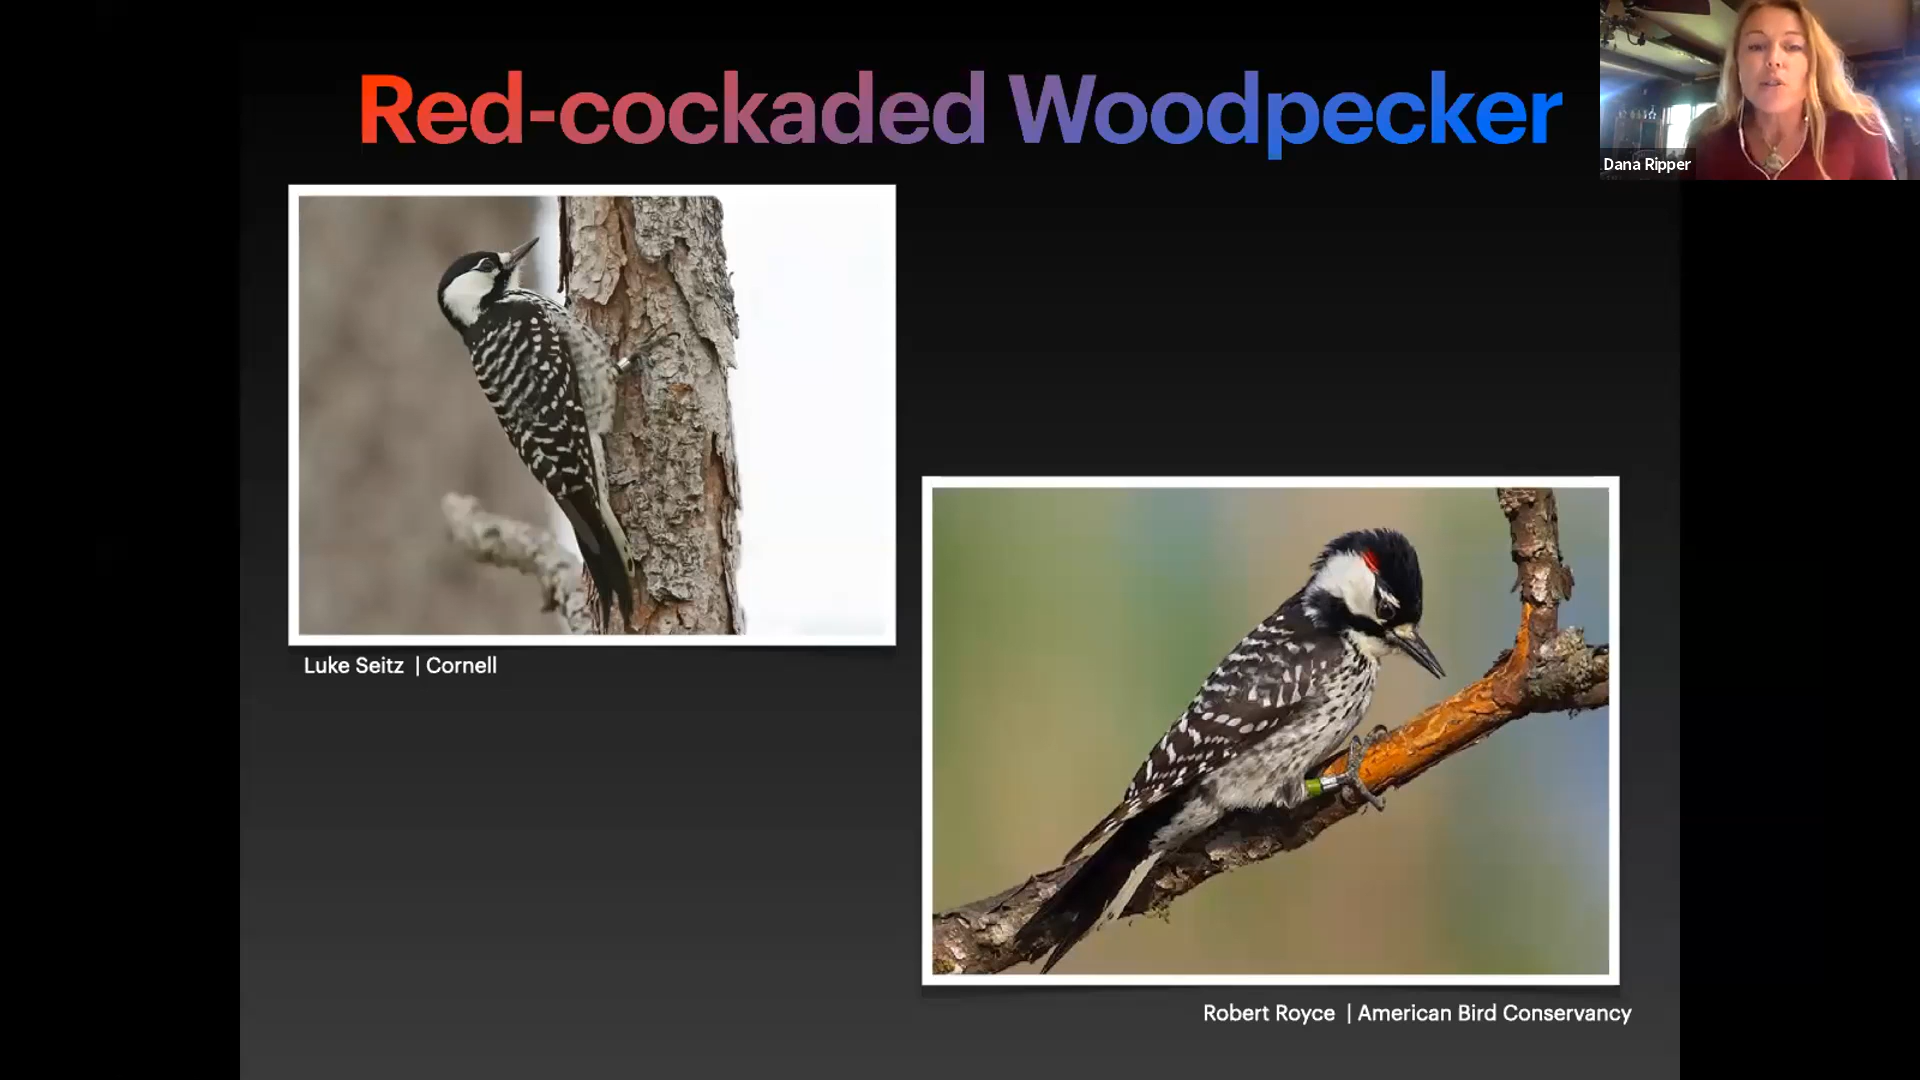 Red-cockaded Woodpecker
Dana Ripper
Luke Seitz | Cornell
Robert Royce | American Bird Conservancy